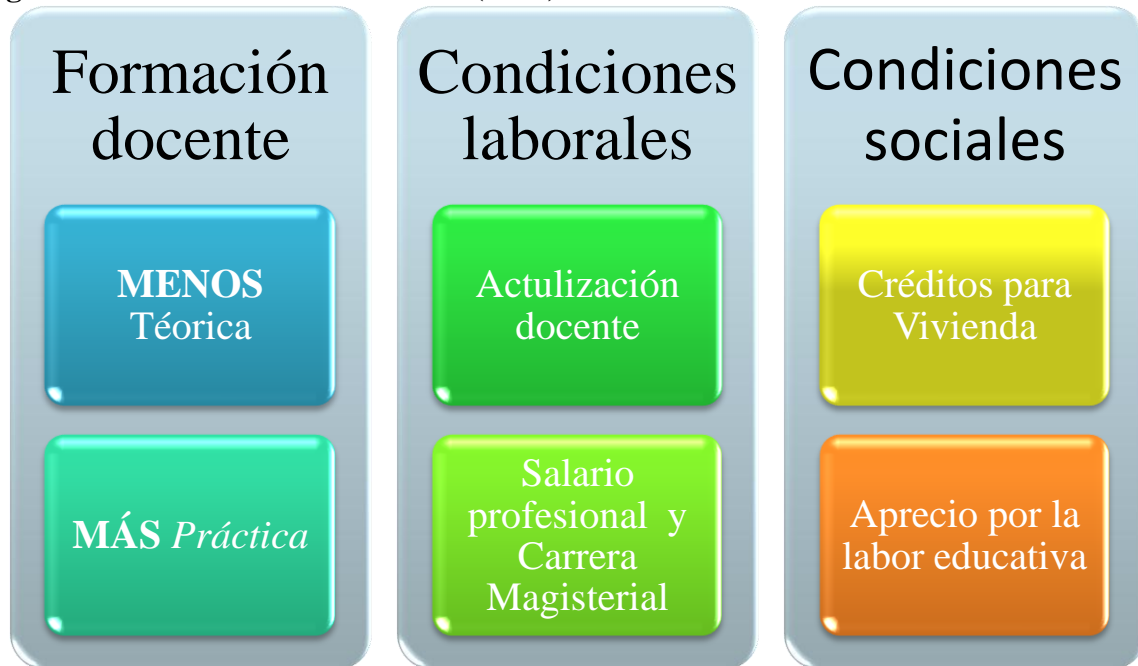 Formación
docente
MENOS
Téorica
MÁS Práctica
Condiciones
laborales
Actulización
docente
Salario
profesional y
Carrera
Magisterial
Condiciones
sociales
Créditos para
Vivienda
Aprecio por la
labor educativa